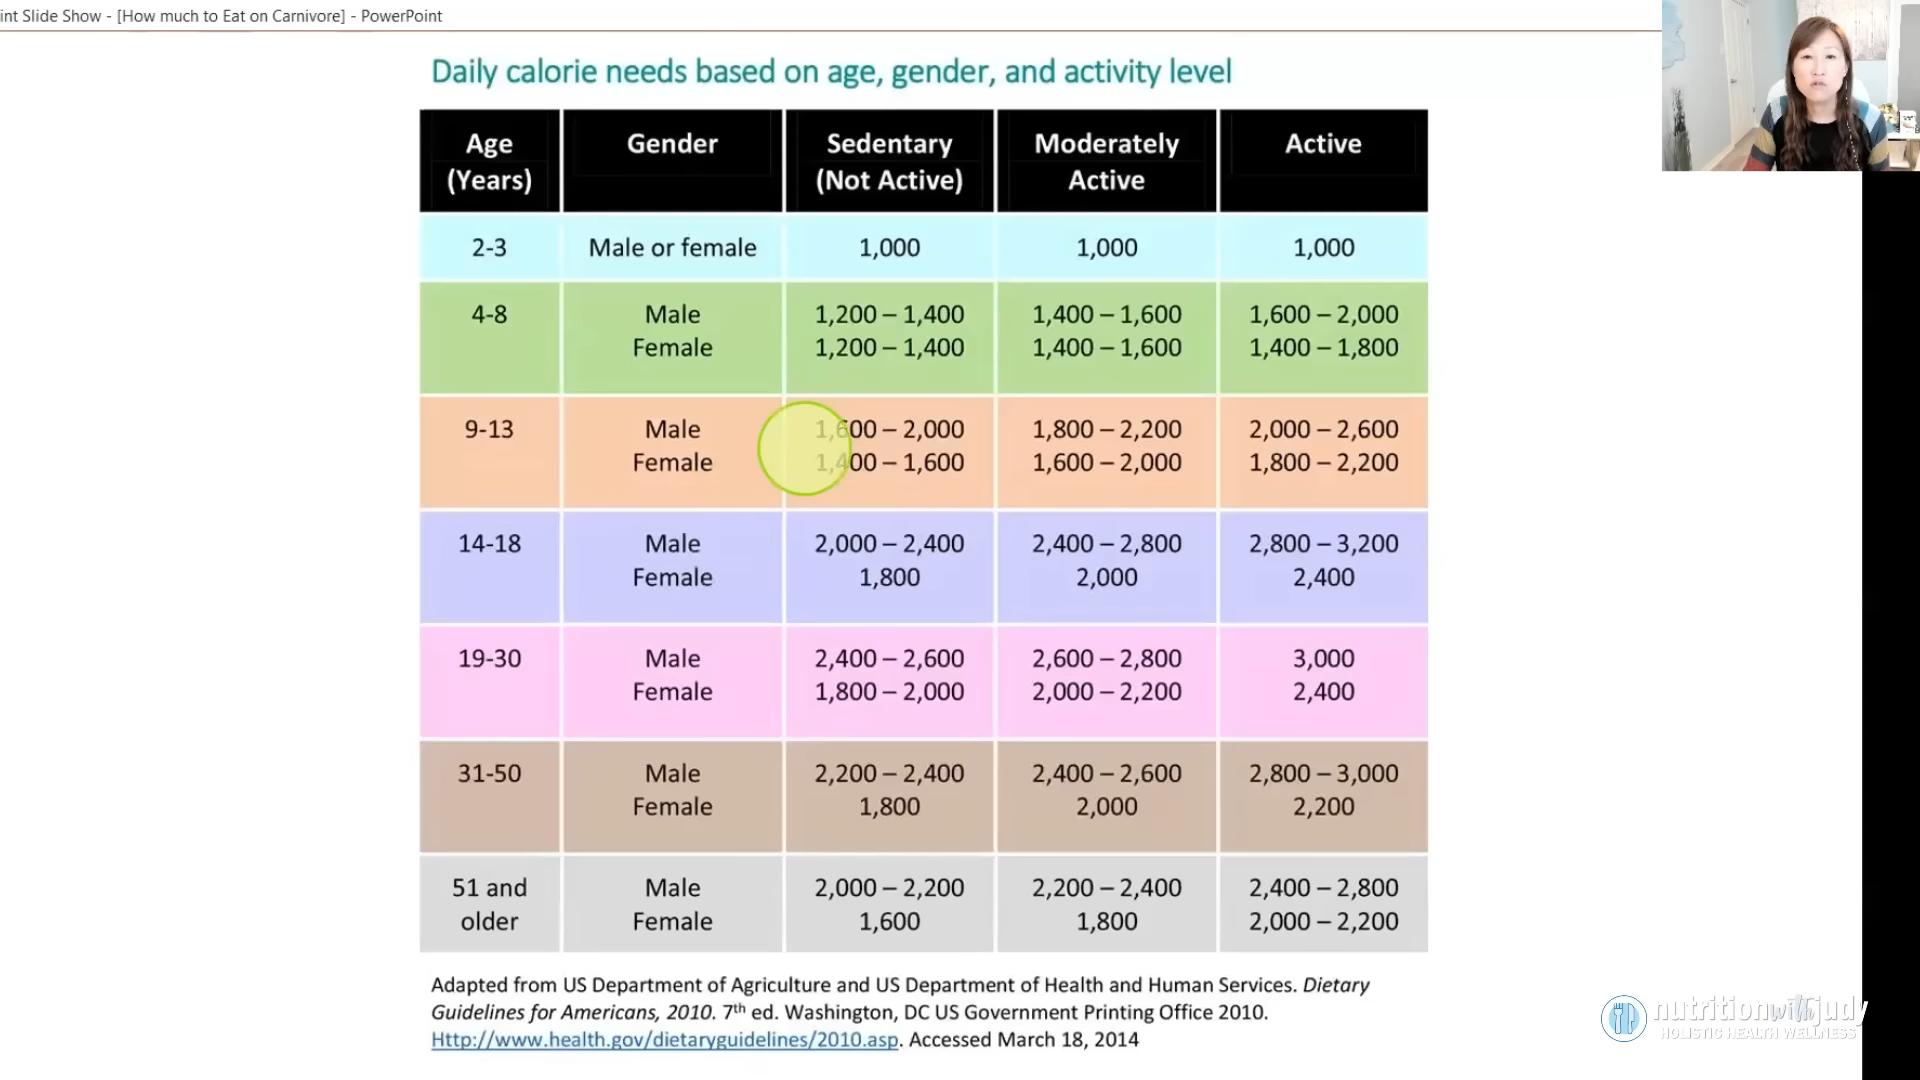 int Slide Show - [How much to Eat on Carnivore] - PowerPoint
Daily calorie needs based on age, gender, and activity level
Age (Years) Gender Sedentary (Not Active) Moderately Active Active
2-3 Male or female 1,000 1,000 1,000
4-8 Male 1,200 – 1,400 1,400 – 1,600 1,600 – 2,000
Female 1,200 – 1,400 1,400 – 1,600 1,400 – 1,800
9-13 Male 1,600 – 2,000 1,800 – 2,200 2,000 – 2,600
Female 1,400 – 1,600 1,600 – 2,000 1,800 – 2,200
14-18 Male 2,000 – 2,400 2,400 – 2,800 2,800 – 3,200
Female 1,800 2,000 2,400
19-30 Male 2,400 – 2,600 2,600 – 2,800 3,000
Female 1,800 – 2,000 2,000 – 2,200 2,400
31-50 Male 2,200 – 2,400 2,400 – 2,600 2,800 – 3,000
Female 1,800 2,000 2,200
51 and Male 2,000 – 2,200 2,200 – 2,400 2,400 – 2,800
older Female 1,600 1,800 2,000 – 2,200
Adapted from US Department of Agriculture and US Department of Health and Human Services. Dietary
Guidelines for Americans, 2010. 7th ed. Washington, DC US Government Printing Office 2010.
Http://www.health.gov/dietaryguidelines/2010.asp. Accessed March 18, 2014
nutrition with judy
HOLISTIC HEALTH WELLNESS